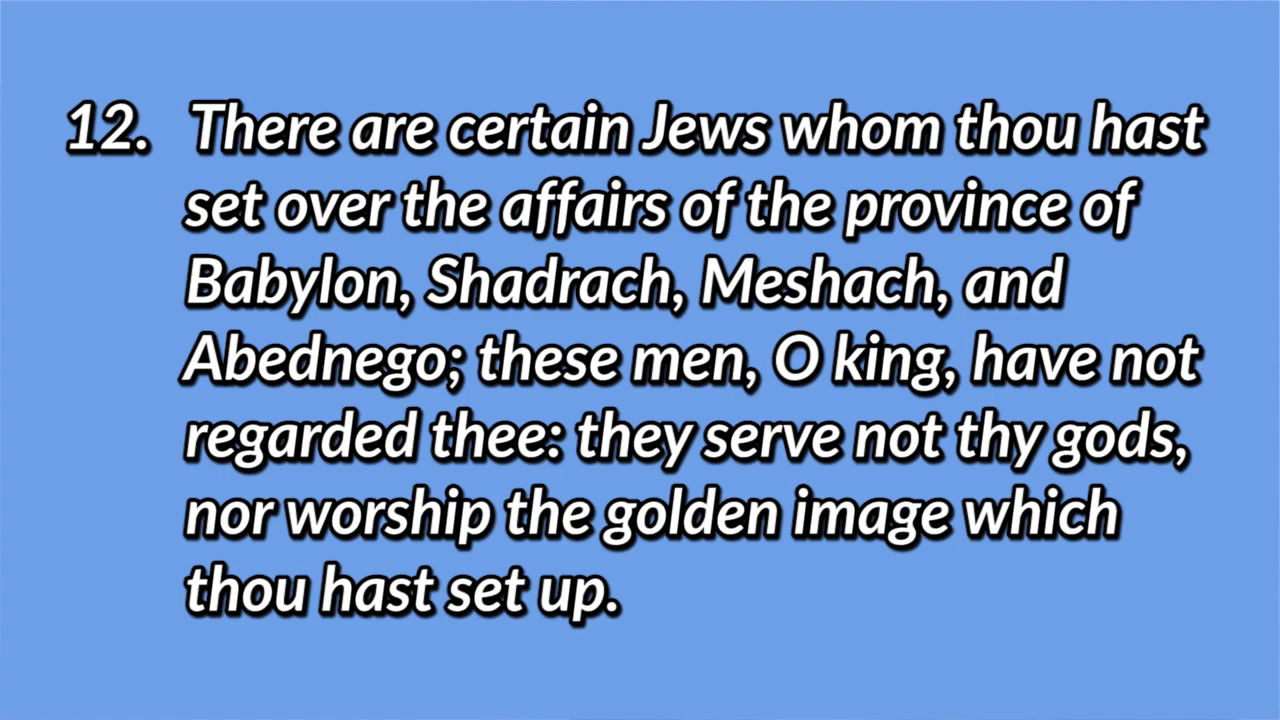 12. There are certain Jews whom thou hast
set over the affairs of the province of
Babylon, Shadrach, Meshach, and
Abednego; these men, O king, have not
regarded thee: they serve not thy gods,
nor worship the golden image which
thou hast set up.